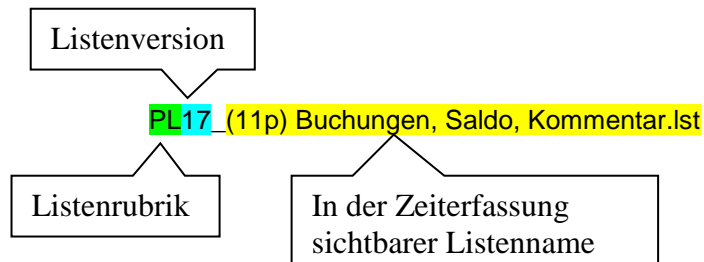 Listenversion
PL17_(11p) Buchungen, Saldo, Kommentar.lst
Listenrubrik
In der Zeiterfassung
sichtbarer Listenname